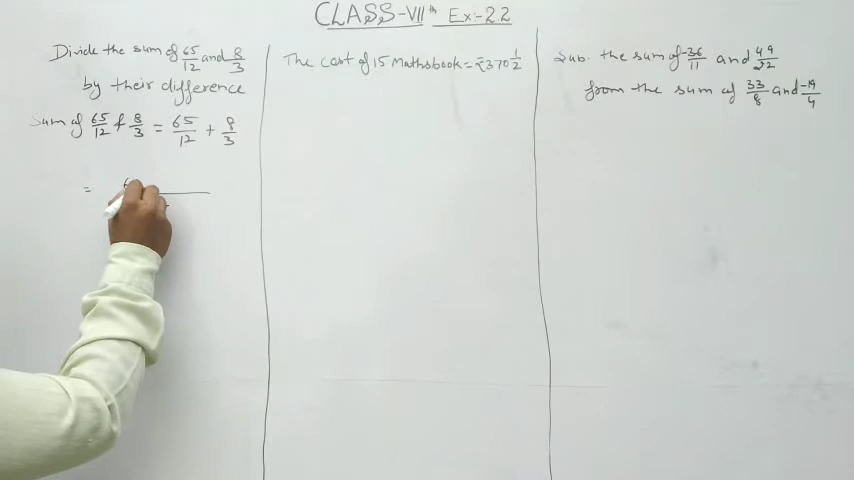 CLASS-VIIth Ex:-2.2
Divide the sum of 65/12 and 8/3
by their difference
Sum of 65/12 & 8/3 = 65/12 + 8/3
=
The cost of 15 Mathsbook = ₹370 1/2
Sub. the sum of -36/11 and 49/22
from the sum of 33/8 and -19/4